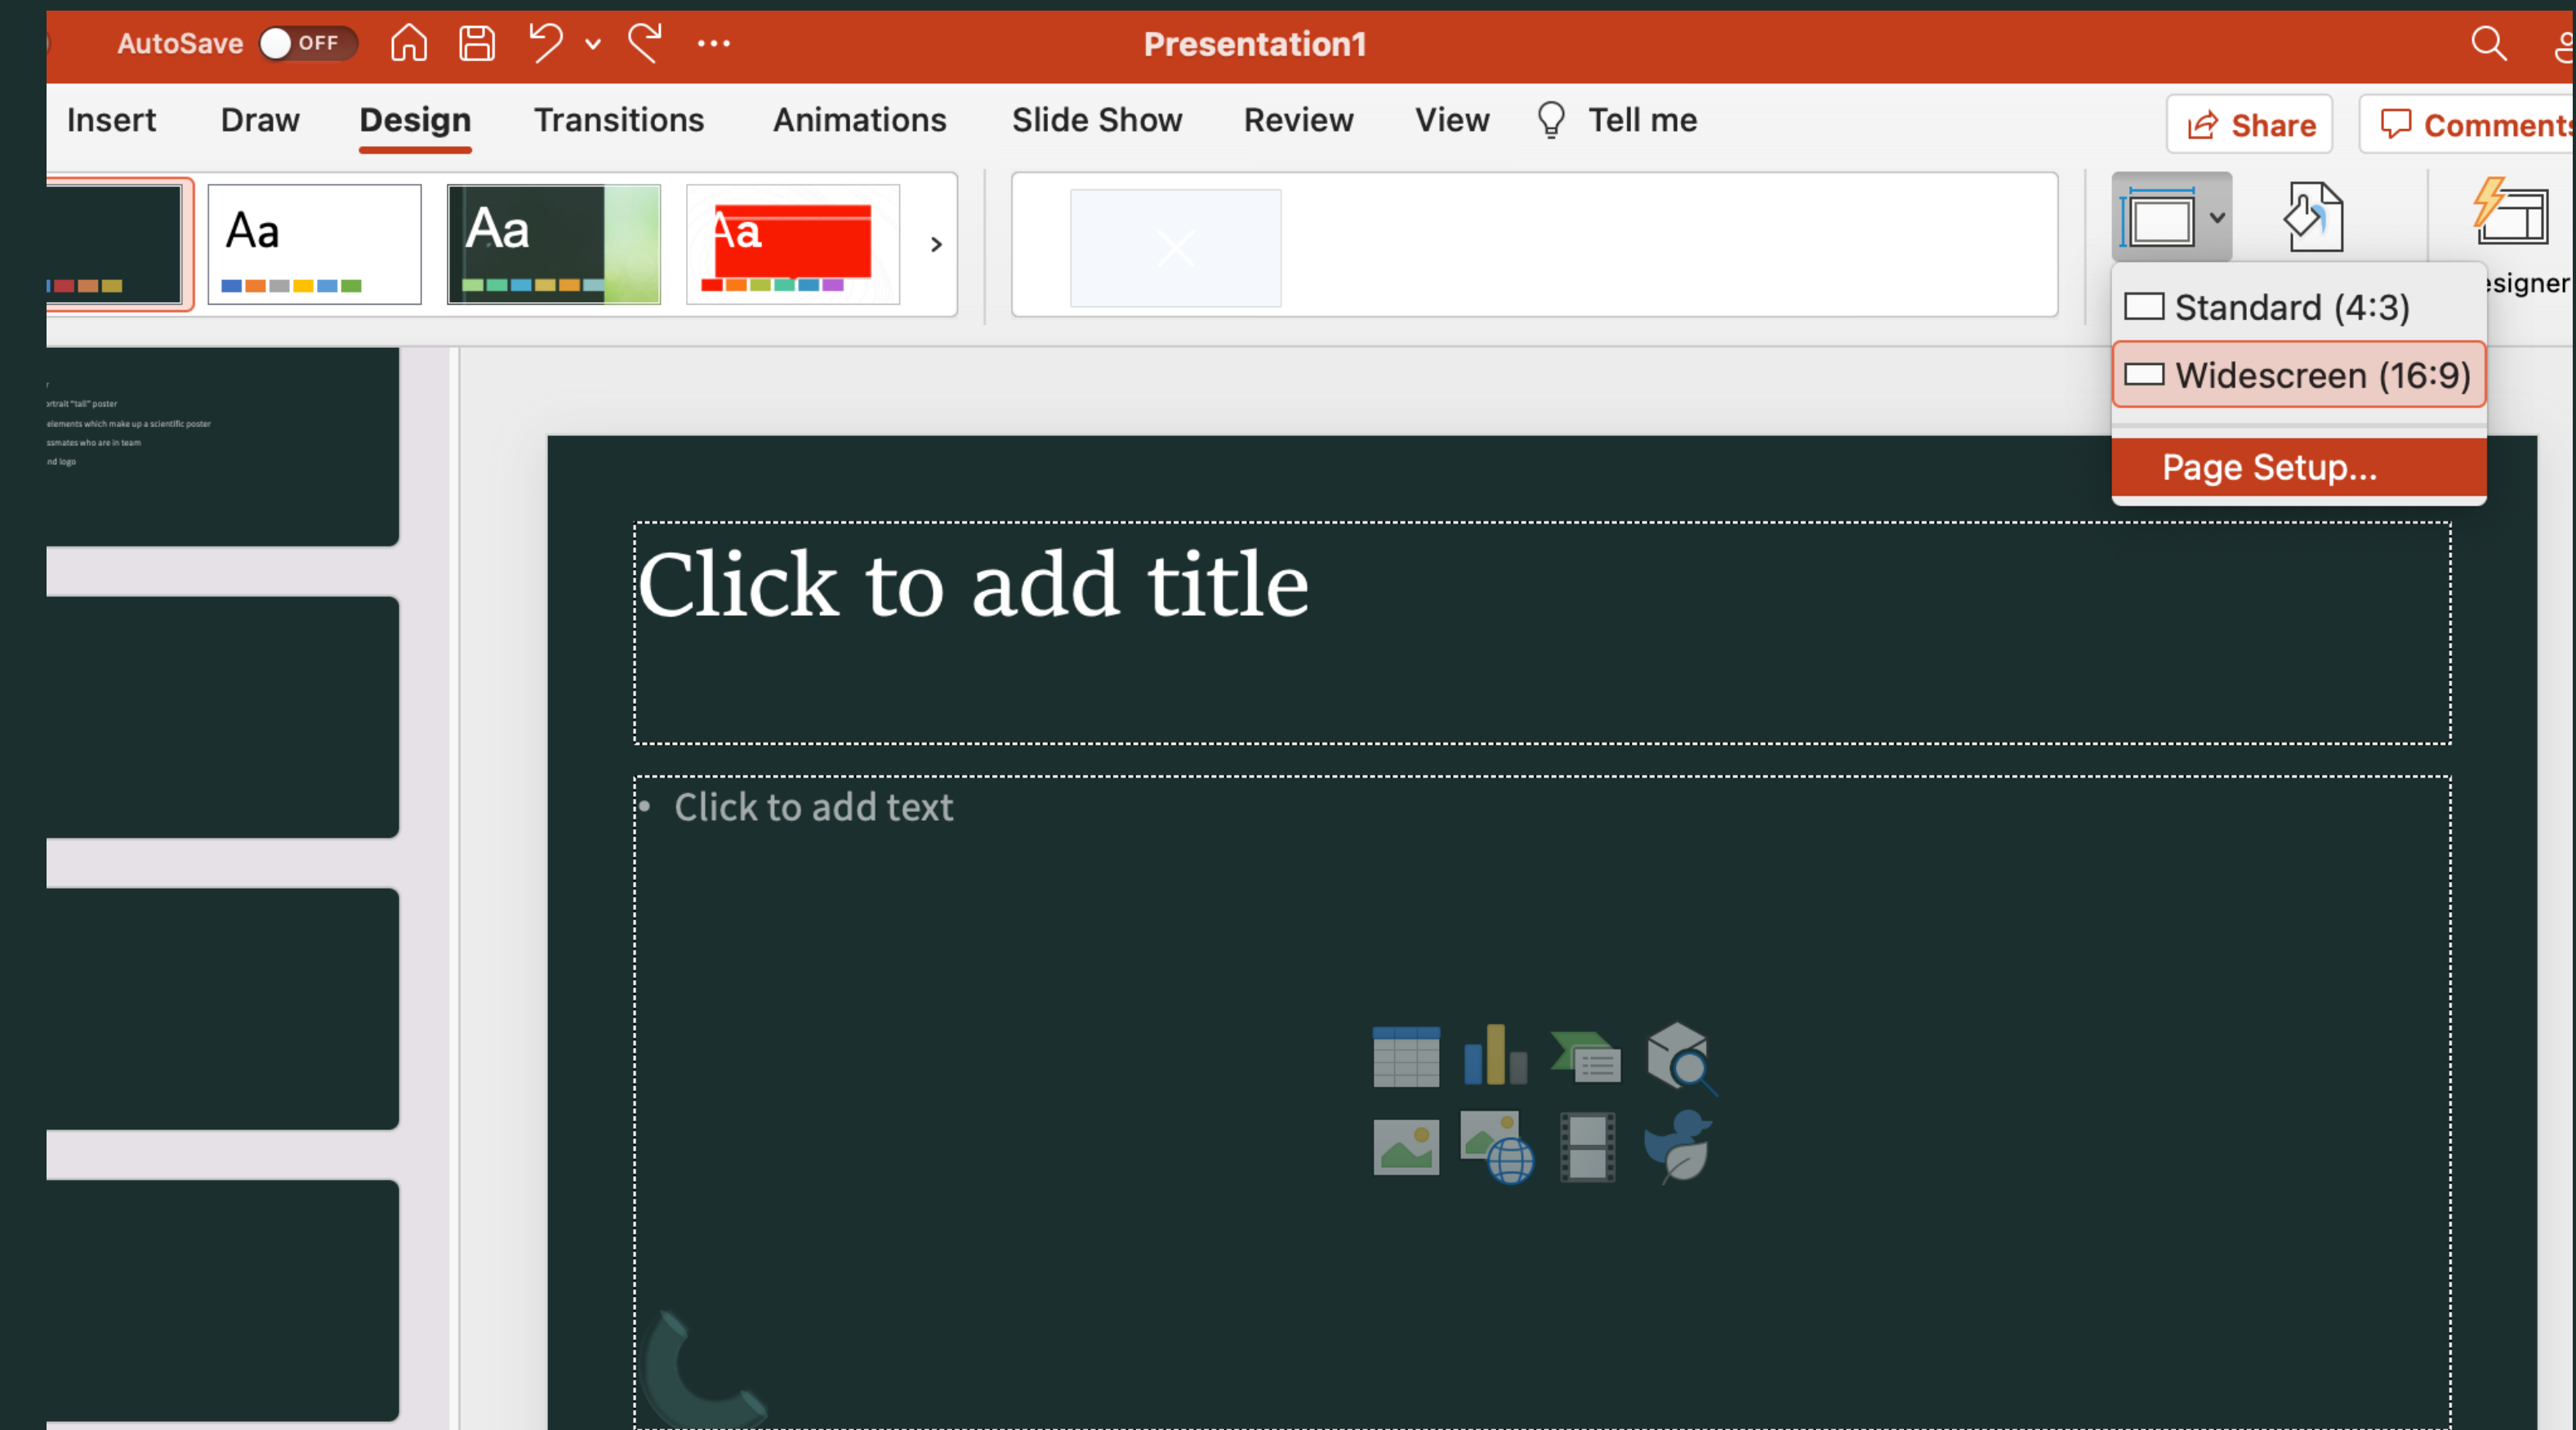 AutoSave OFF
Presentation1
Insert Draw Design Transitions Animations Slide Show Review View Tell me
Share Comments
Aa Aa Aa
esigner
Standard (4:3)
Widescreen (16:9)
Page Setup...
r
ortrait "tall" poster
elements which make up a scientific poster
ssmates who are in team
nd logo
Click to add title
• Click to add text